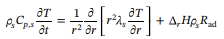 ρₛCₚ,ₛ ∂T/∂t = 1/r² ∂/∂r [r²λₛ ∂T/∂r] + ΔᵣHρₛRad